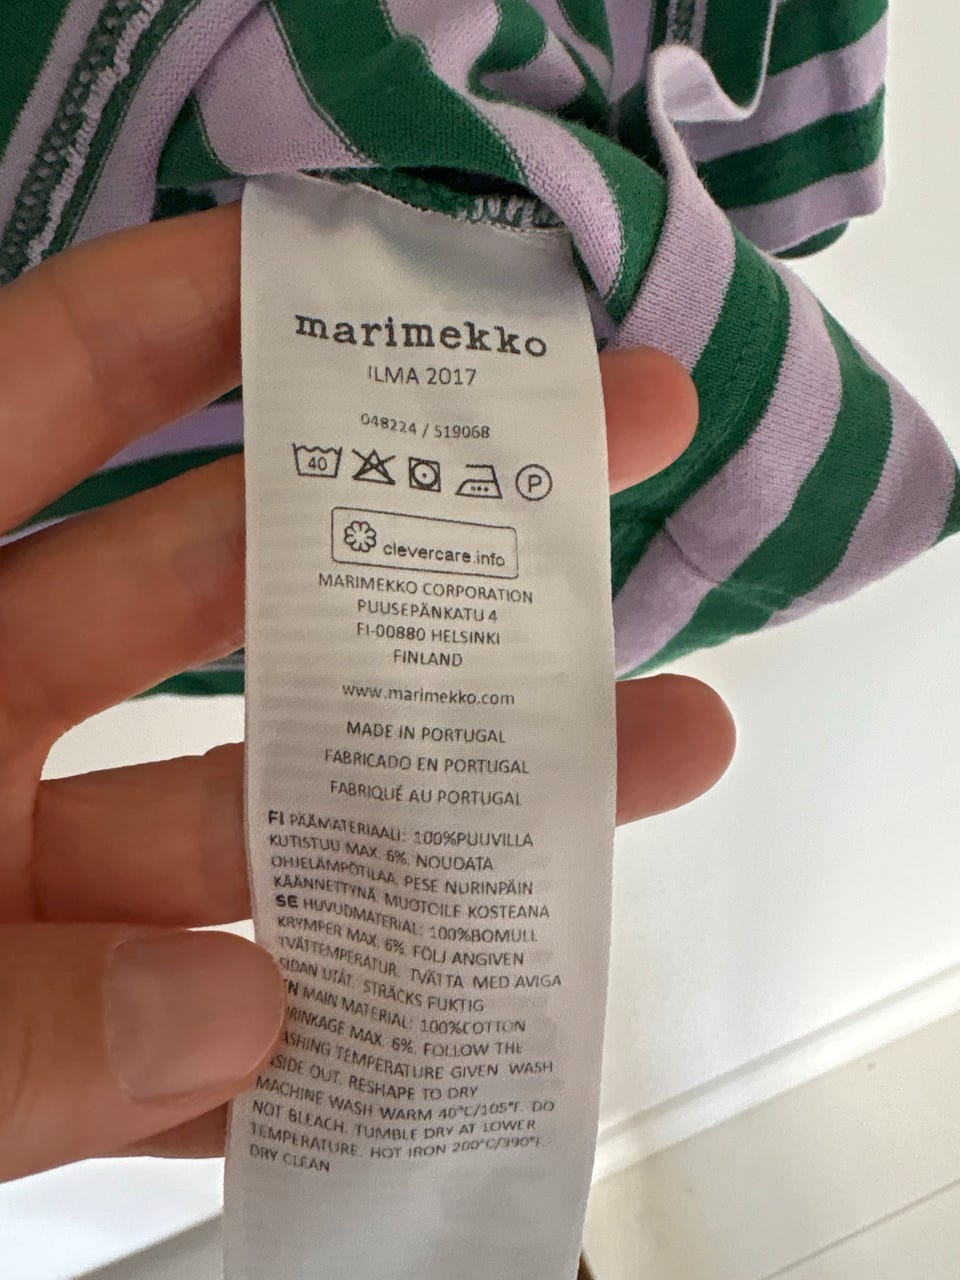 marimekko
ILMA 2017
048224 / 519068
40 P
clevercare.info
MARIMEKKO CORPORATION
PUUSEPÄNKATU 4
FI-00880 HELSINKI
FINLAND
www.marimekko.com
MADE IN PORTUGAL
FABRICADO EN PORTUGAL
FABRIQUÉ AU PORTUGAL
FI PÄÄMATERIAALI: 100%PUUVILLA
KUTISTUU MAX. 6%. NOUDATA
OHJELÄMPÖTILAA, PESE NURINPÄIN
KÄÄNNETTYNÄ. MUOTOILE KOSTEANA
SE HUVUDMATERIAL: 100%BOMULL
KRYMPER MAX. 6%. FÖLJ ANGIVEN
TVÄTTEMPERATUR. TVÄTTA MED AVIGA
SIDAN UTÅT. STRÄCKS FUKTIG
MAIN MATERIAL: 100%COTTON
MAX. 6%. FOLLOW THE
TEMPERATURE GIVEN WASH
OUT. RESHAPE TO DRY
MACHINE WASH WARM 40°C/105°F. DO
NOT BLEACH. TUMBLE DRY AT LOWER
TEMPERATURE. HOT IRON 200°C/390°F.
DRY CLEAN